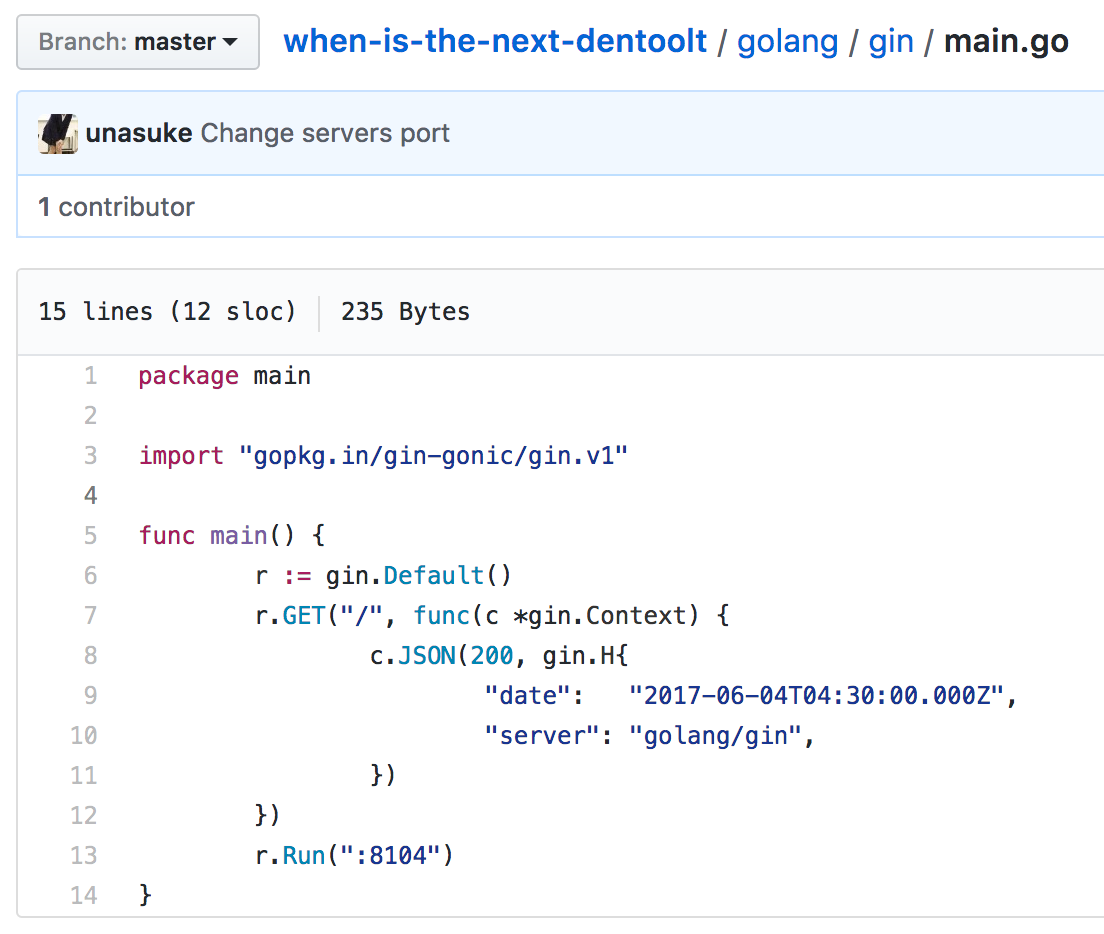 Branch: master when-is-the-next-dentoolt / golang / gin / main.go
unasuke Change servers port
1 contributor
15 lines (12 sloc) 235 Bytes
1 package main
2
3 import "gopkg.in/gin-gonic/gin.v1"
4
5 func main() {
6 r := gin.Default()
7 r.GET("/", func(c *gin.Context) {
8 c.JSON(200, gin.H{
9 "date": "2017-06-04T04:30:00.000Z",
10 "server": "golang/gin",
11 })
12 })
13 r.Run(":8104")
14 }